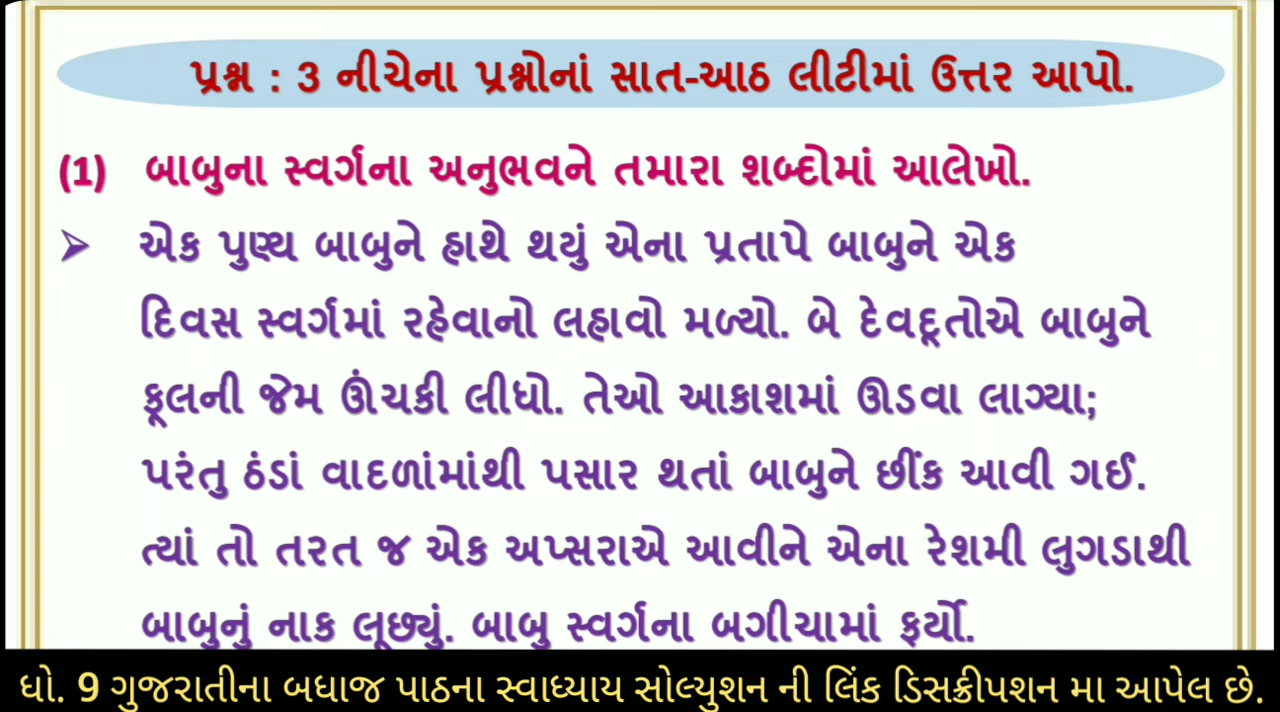 પ્રશ્ન : 3 નીચેના પ્રશ્નોનાં સાત-આઠ લીટીમાં ઉત્તર આપો.
(1) બાબુના સ્વર્ગના અનુભવને તમારા શબ્દોમાં આલેખો.
➢ એક પુણ્ય બાબુને હાથે થયું એના પ્રતાપે બાબુને એક
દિવસ સ્વર્ગમાં રહેવાનો લહાવો મળ્યો. બે દેવદૂતોએ બાબુને
ફૂલની જેમ ઊંચકી લીધો. તેઓ આકાશમાં ઊડવા લાગ્યા;
પરંતુ ઠંડાં વાદળાંમાંથી પસાર થતાં બાબુને છીંક આવી ગઈ.
ત્યાં તો તરત જ એક અપ્સરાએ આવીને એના રેશમી લુગડાથી
બાબુનું નાક લૂછ્યું. બાબુ સ્વર્ગના બગીચામાં ફર્યો.
ધો. 9 ગુજરાતીના બધાજ પાઠના સ્વાધ્યાય સોલ્યુશન ની લિંક ડિસક્રીપશન મા આપેલ છે.